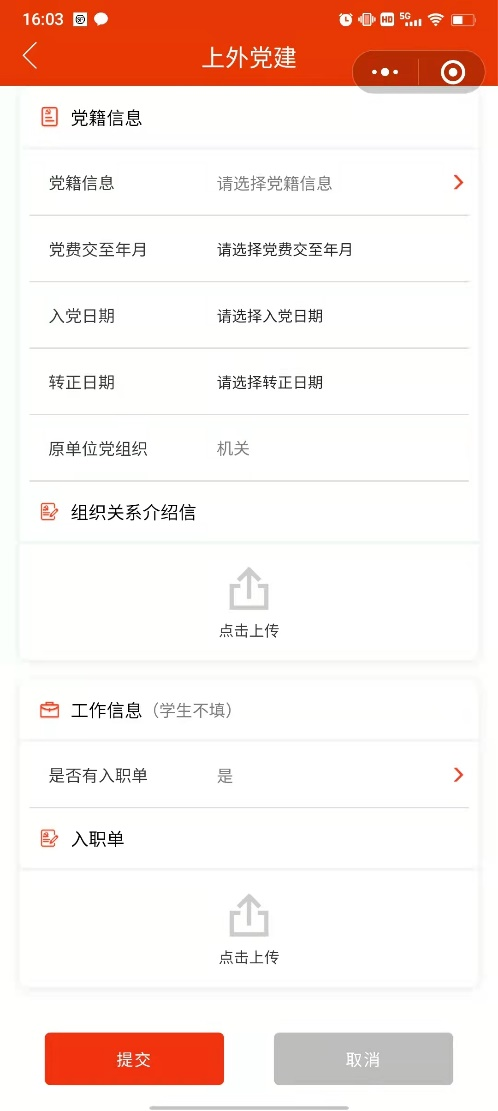 16:03
HD 5G
上外党建
党籍信息
党籍信息 请选择党籍信息
党费交至年月 请选择党费交至年月
入党日期 请选择入党日期
转正日期 请选择转正日期
原单位党组织 机关
组织关系介绍信
点击上传
工作信息（学生不填）
是否有入职单 是
入职单
点击上传
提交 取消